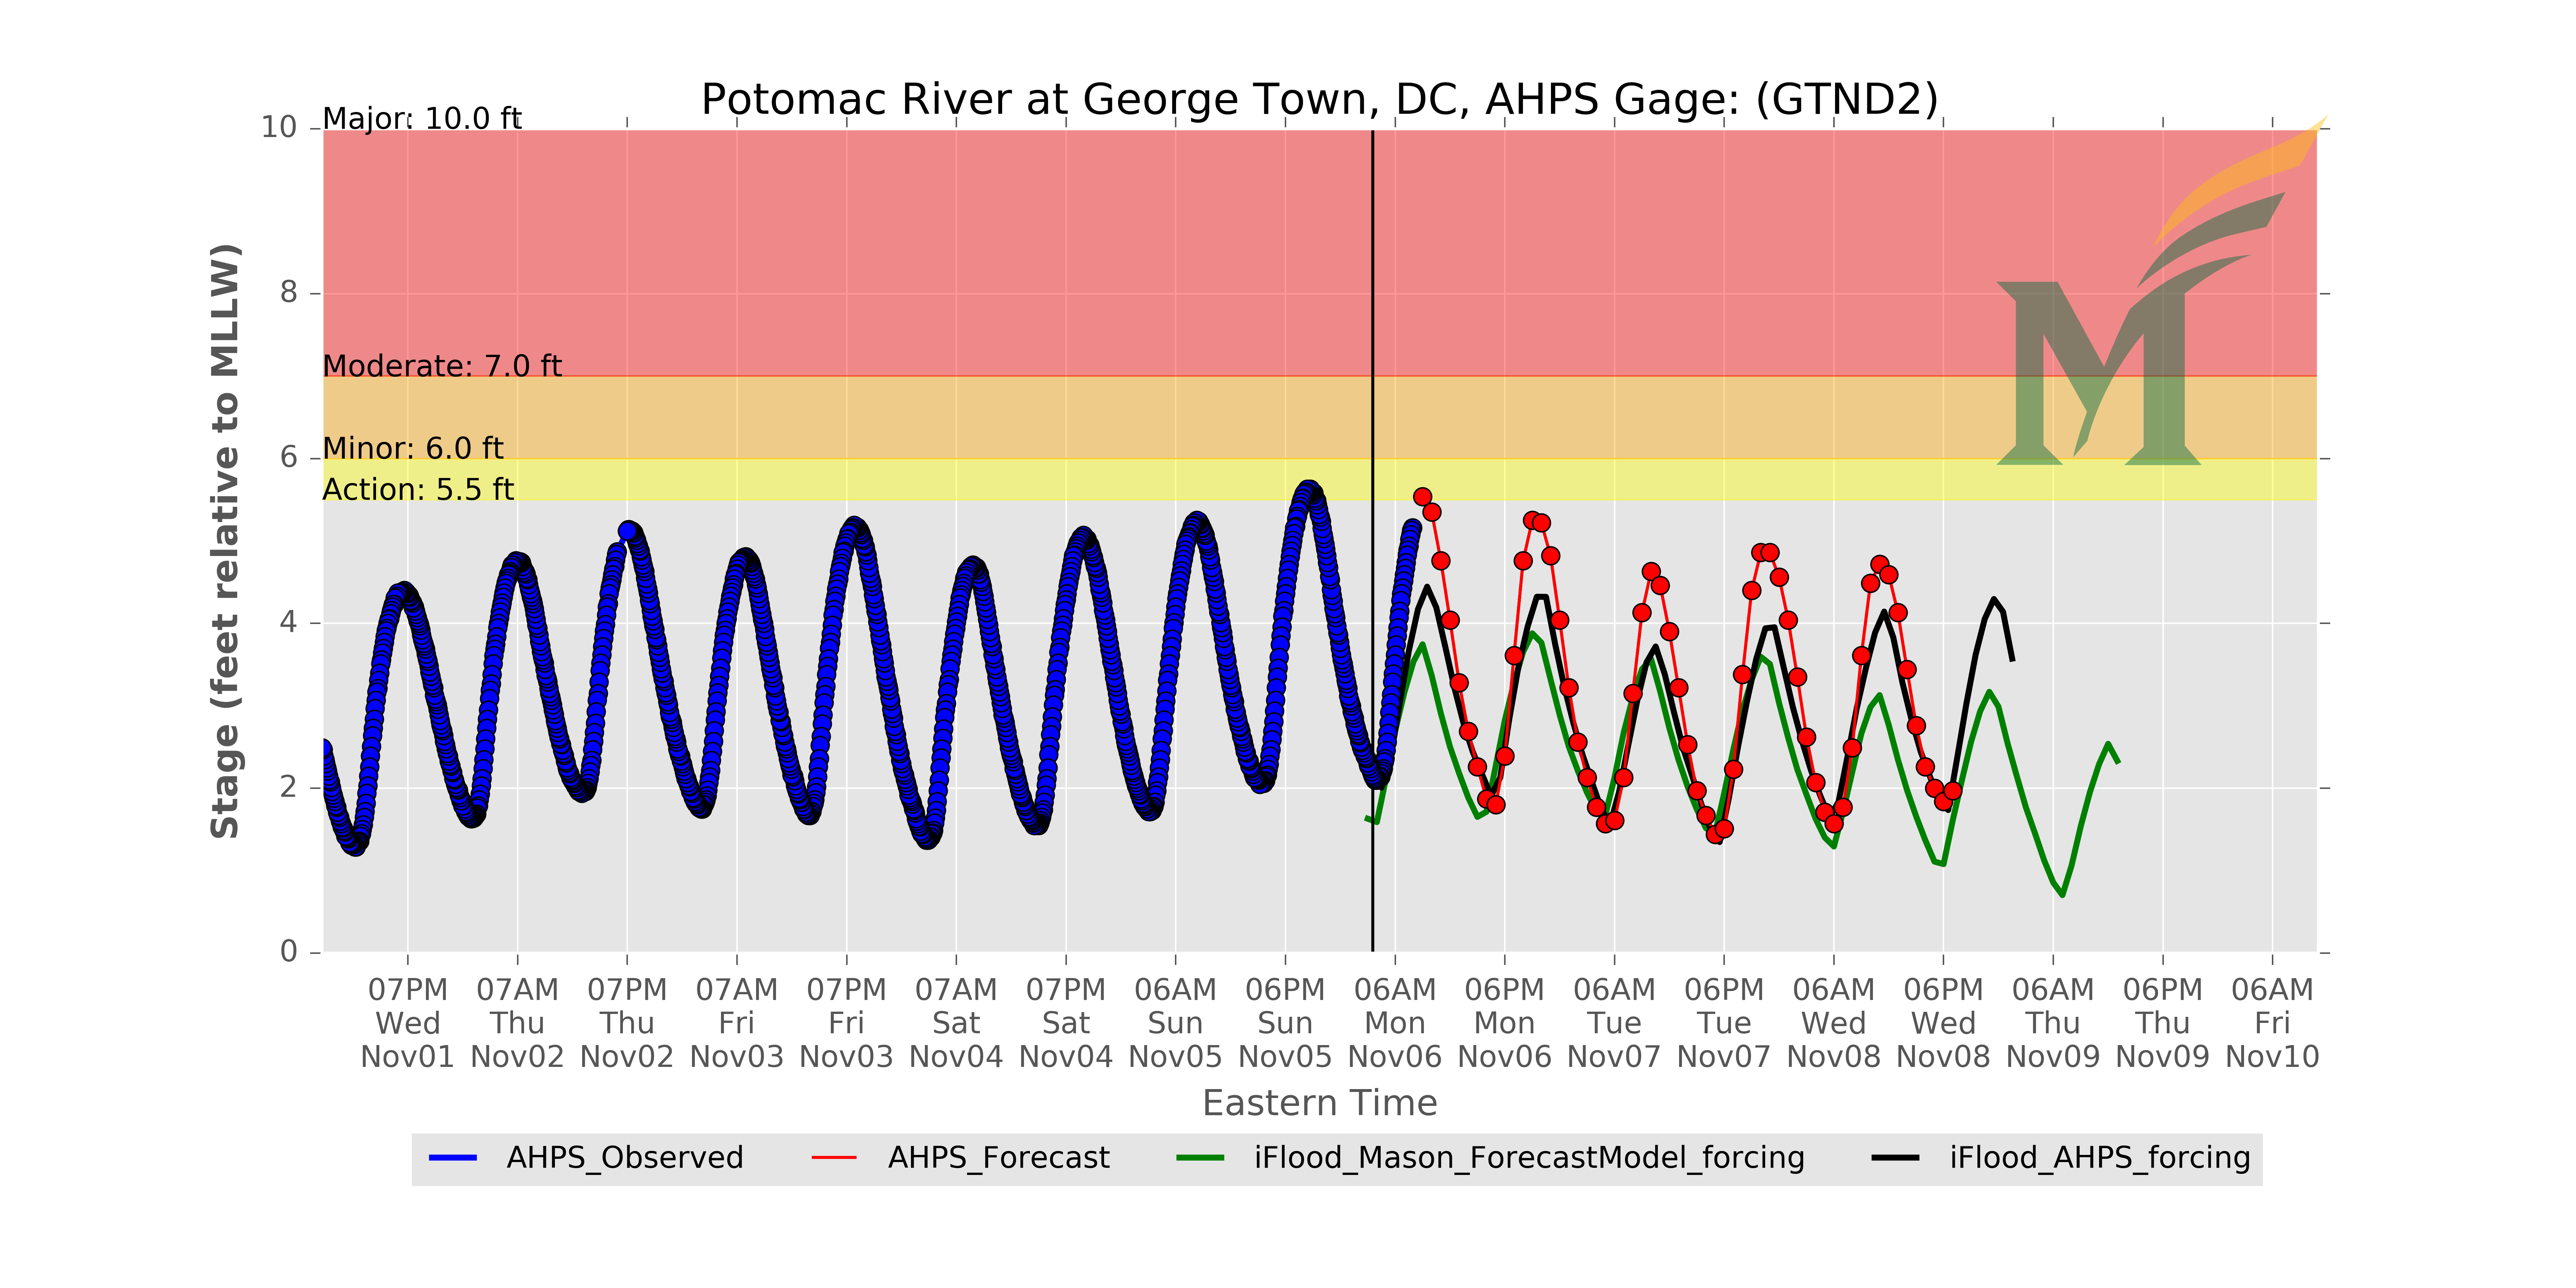 Potomac River at George Town, DC, AHPS Gage: (GTND2)
Major: 10.0 ft
Moderate: 7.0 ft
Minor: 6.0 ft
Action: 5.5 ft
10
8
6
4
2
0
Stage (feet relative to MLLW)
07PM 07AM 07PM 07AM 07PM 07AM 07PM 06AM 06PM 06AM 06PM 06AM 06PM 06AM 06PM 06AM 06PM 06AM
Wed Thu Thu Fri Fri Sat Sat Sun Sun Mon Mon Tue Tue Wed Wed Thu Thu Fri
Nov01 Nov02 Nov02 Nov03 Nov03 Nov04 Nov04 Nov05 Nov05 Nov06 Nov06 Nov07 Nov07 Nov08 Nov08 Nov09 Nov09 Nov10
Eastern Time
AHPS_Observed AHPS_Forecast iFlood_Mason_ForecastModel_forcing iFlood_AHPS_forcing
M